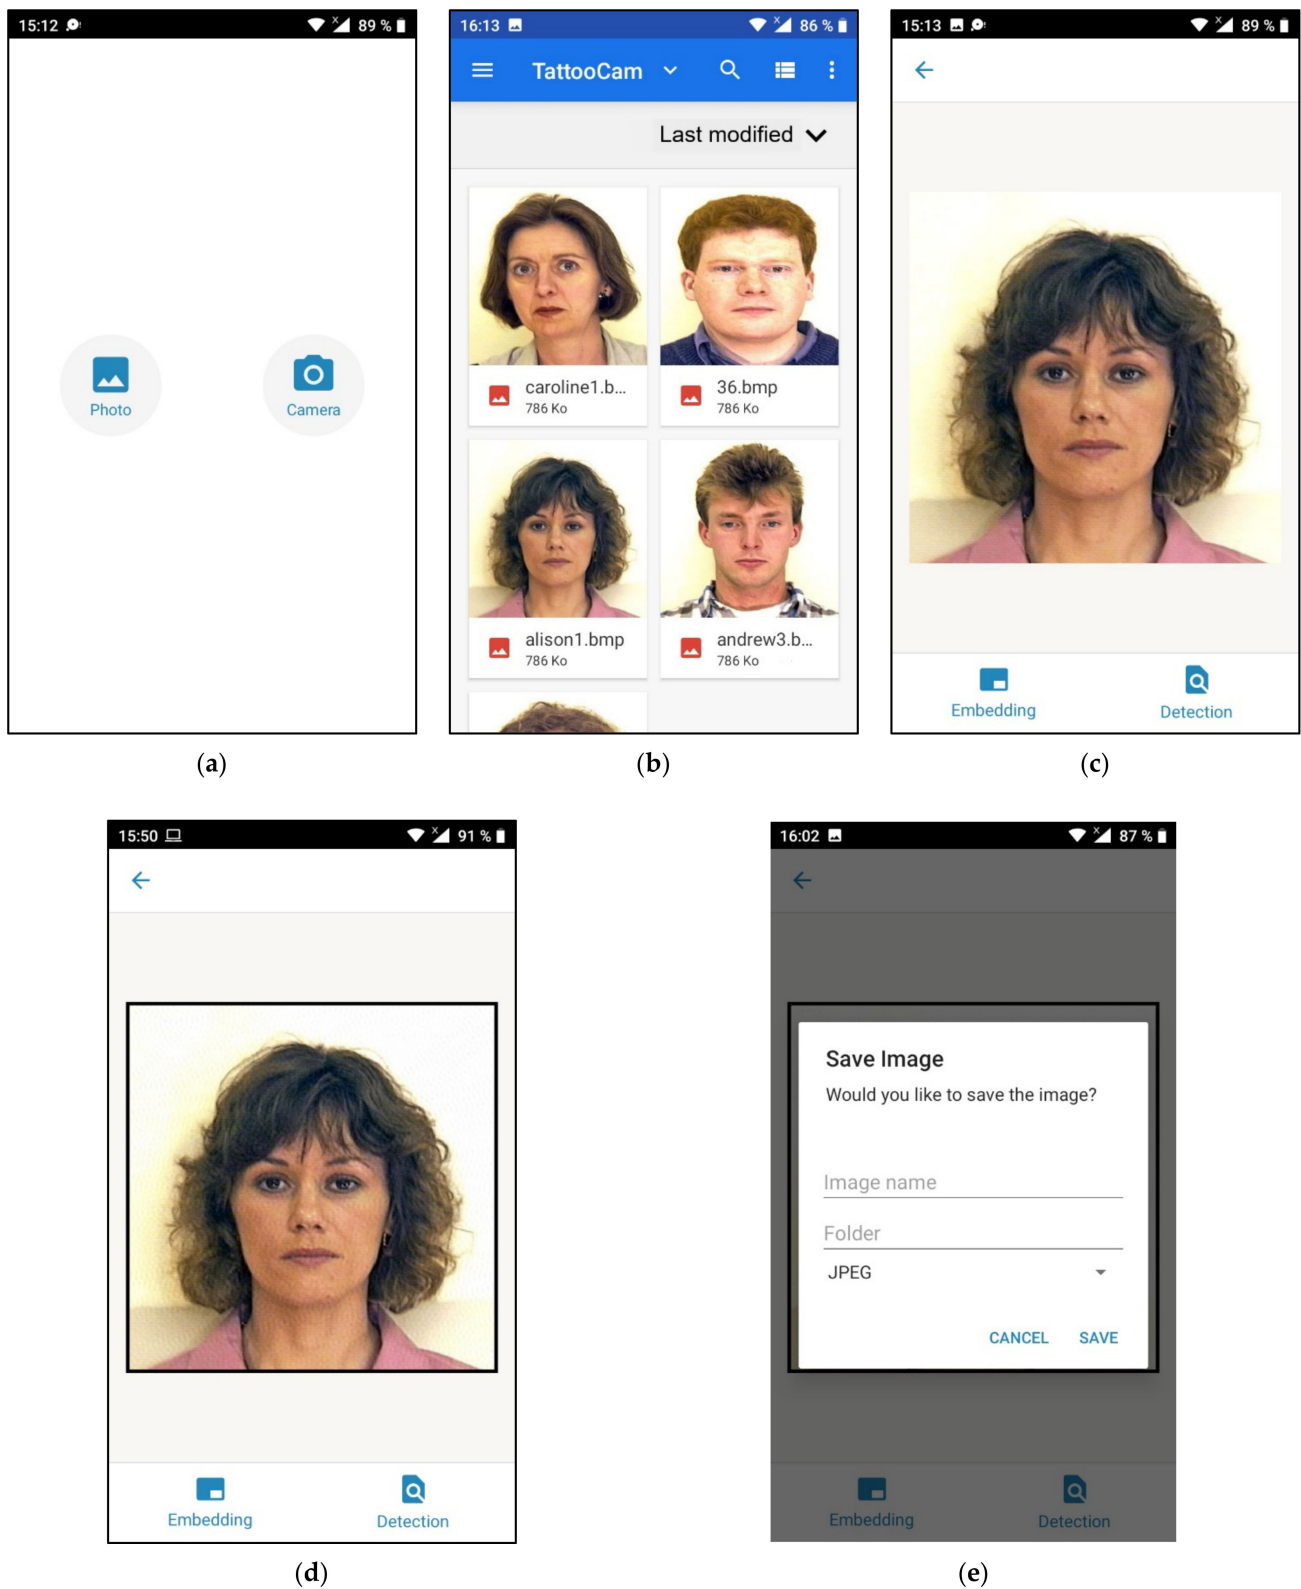 15:12
89 %
Photo
Camera
(a)
16:13
86 %
TattooCam
Last modified
caroline1.b...
786 Ko
36.bmp
786 Ko
alison1.bmp
786 Ko
andrew3.b...
786 Ko
(b)
15:13
89 %
Embedding
Detection
(c)
15:50
91 %
Embedding
Detection
(d)
16:02
87 %
Save Image
Would you like to save the image?
Image name
Folder
JPEG
CANCEL SAVE
Embedding
Detection
(e)